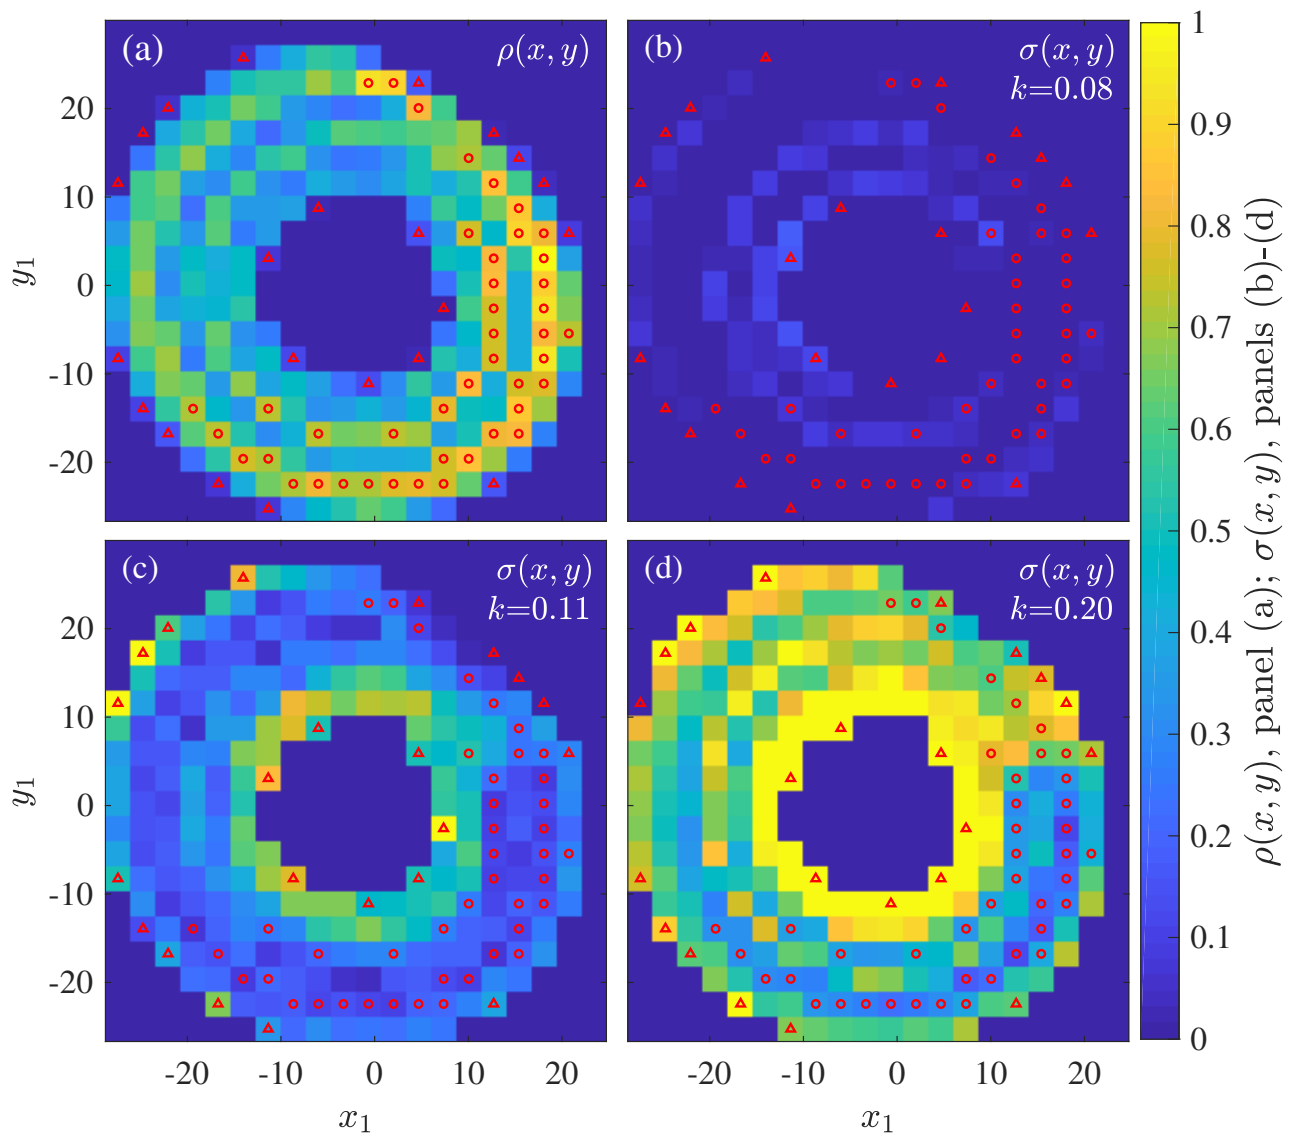 (a) ρ(x, y)
(b) σ(x, y)
k=0.08
20
10
0
-10
-20
y₁
(c) σ(x, y)
k=0.11
(d) σ(x, y)
k=0.20
20
10
0
-10
-20
y₁
-20 -10 0 10 20
x₁
-20 -10 0 10 20
x₁
1
0.9
0.8
0.7
0.6
0.5
0.4
0.3
0.2
0.1
0
ρ(x, y), panel (a); σ(x, y), panels (b)-(d)